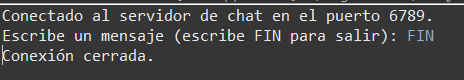 Conectado al servidor de chat en el puerto 6789.
Escribe un mensaje (escribe FIN para salir): FIN
Conexión cerrada.